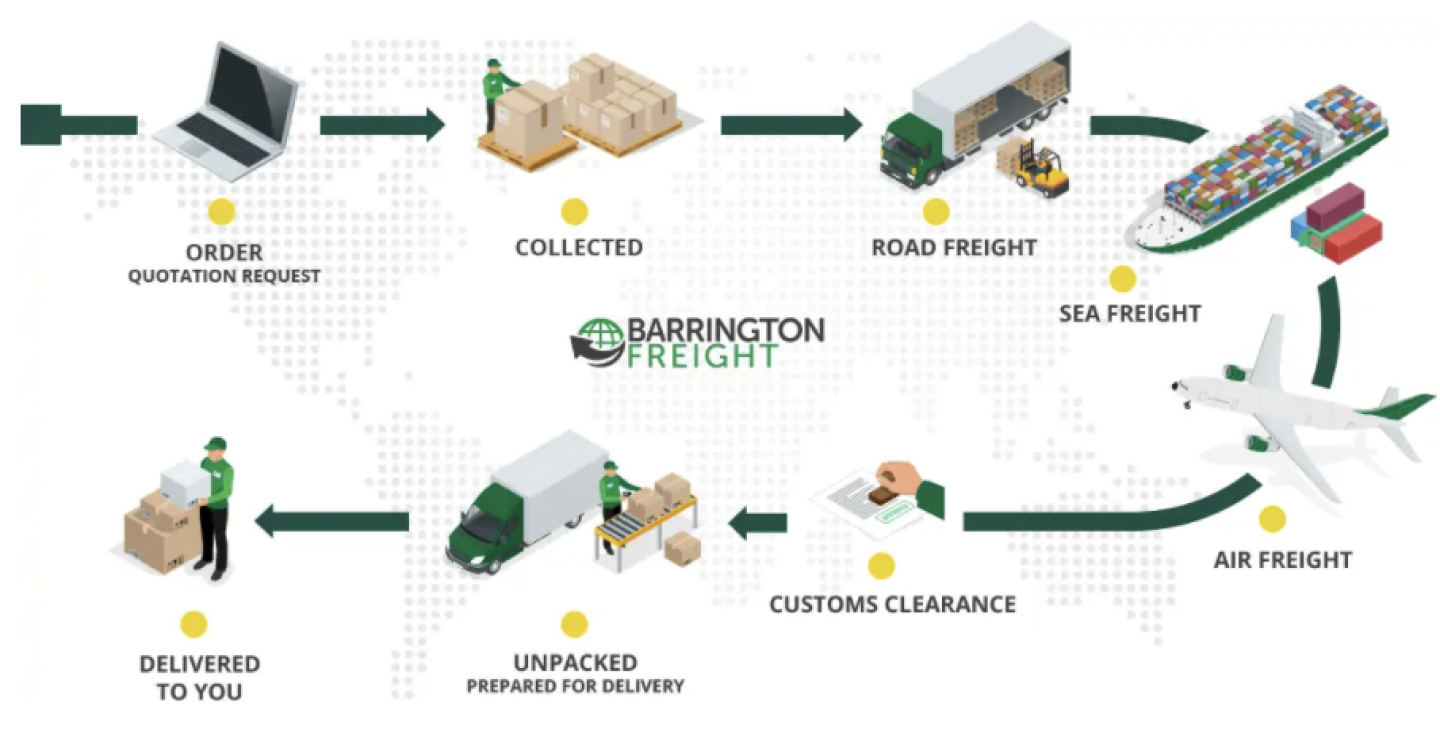 ORDER
QUOTATION REQUEST
COLLECTED
ROAD FREIGHT
SEA FREIGHT
BARRINGTON
FREIGHT
AIR FREIGHT
CUSTOMS CLEARANCE
UNPACKED
PREPARED FOR DELIVERY
DELIVERED
TO YOU